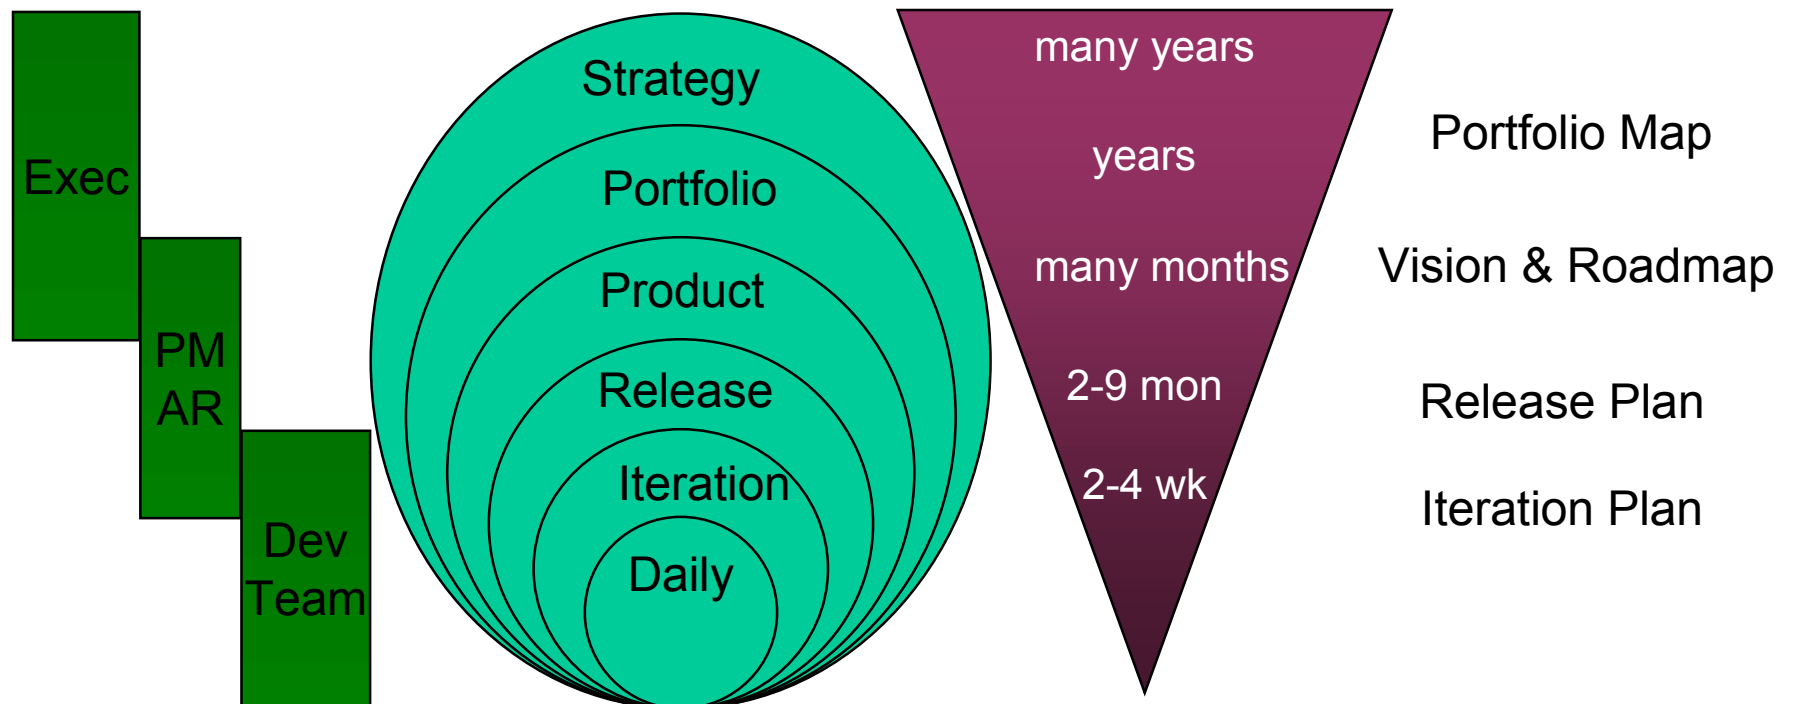 Exec
PM
AR
Dev
Team
Strategy
Portfolio
Product
Release
Iteration
Daily
many years
years
many months
2-9 mon
2-4 wk
Portfolio Map
Vision & Roadmap
Release Plan
Iteration Plan